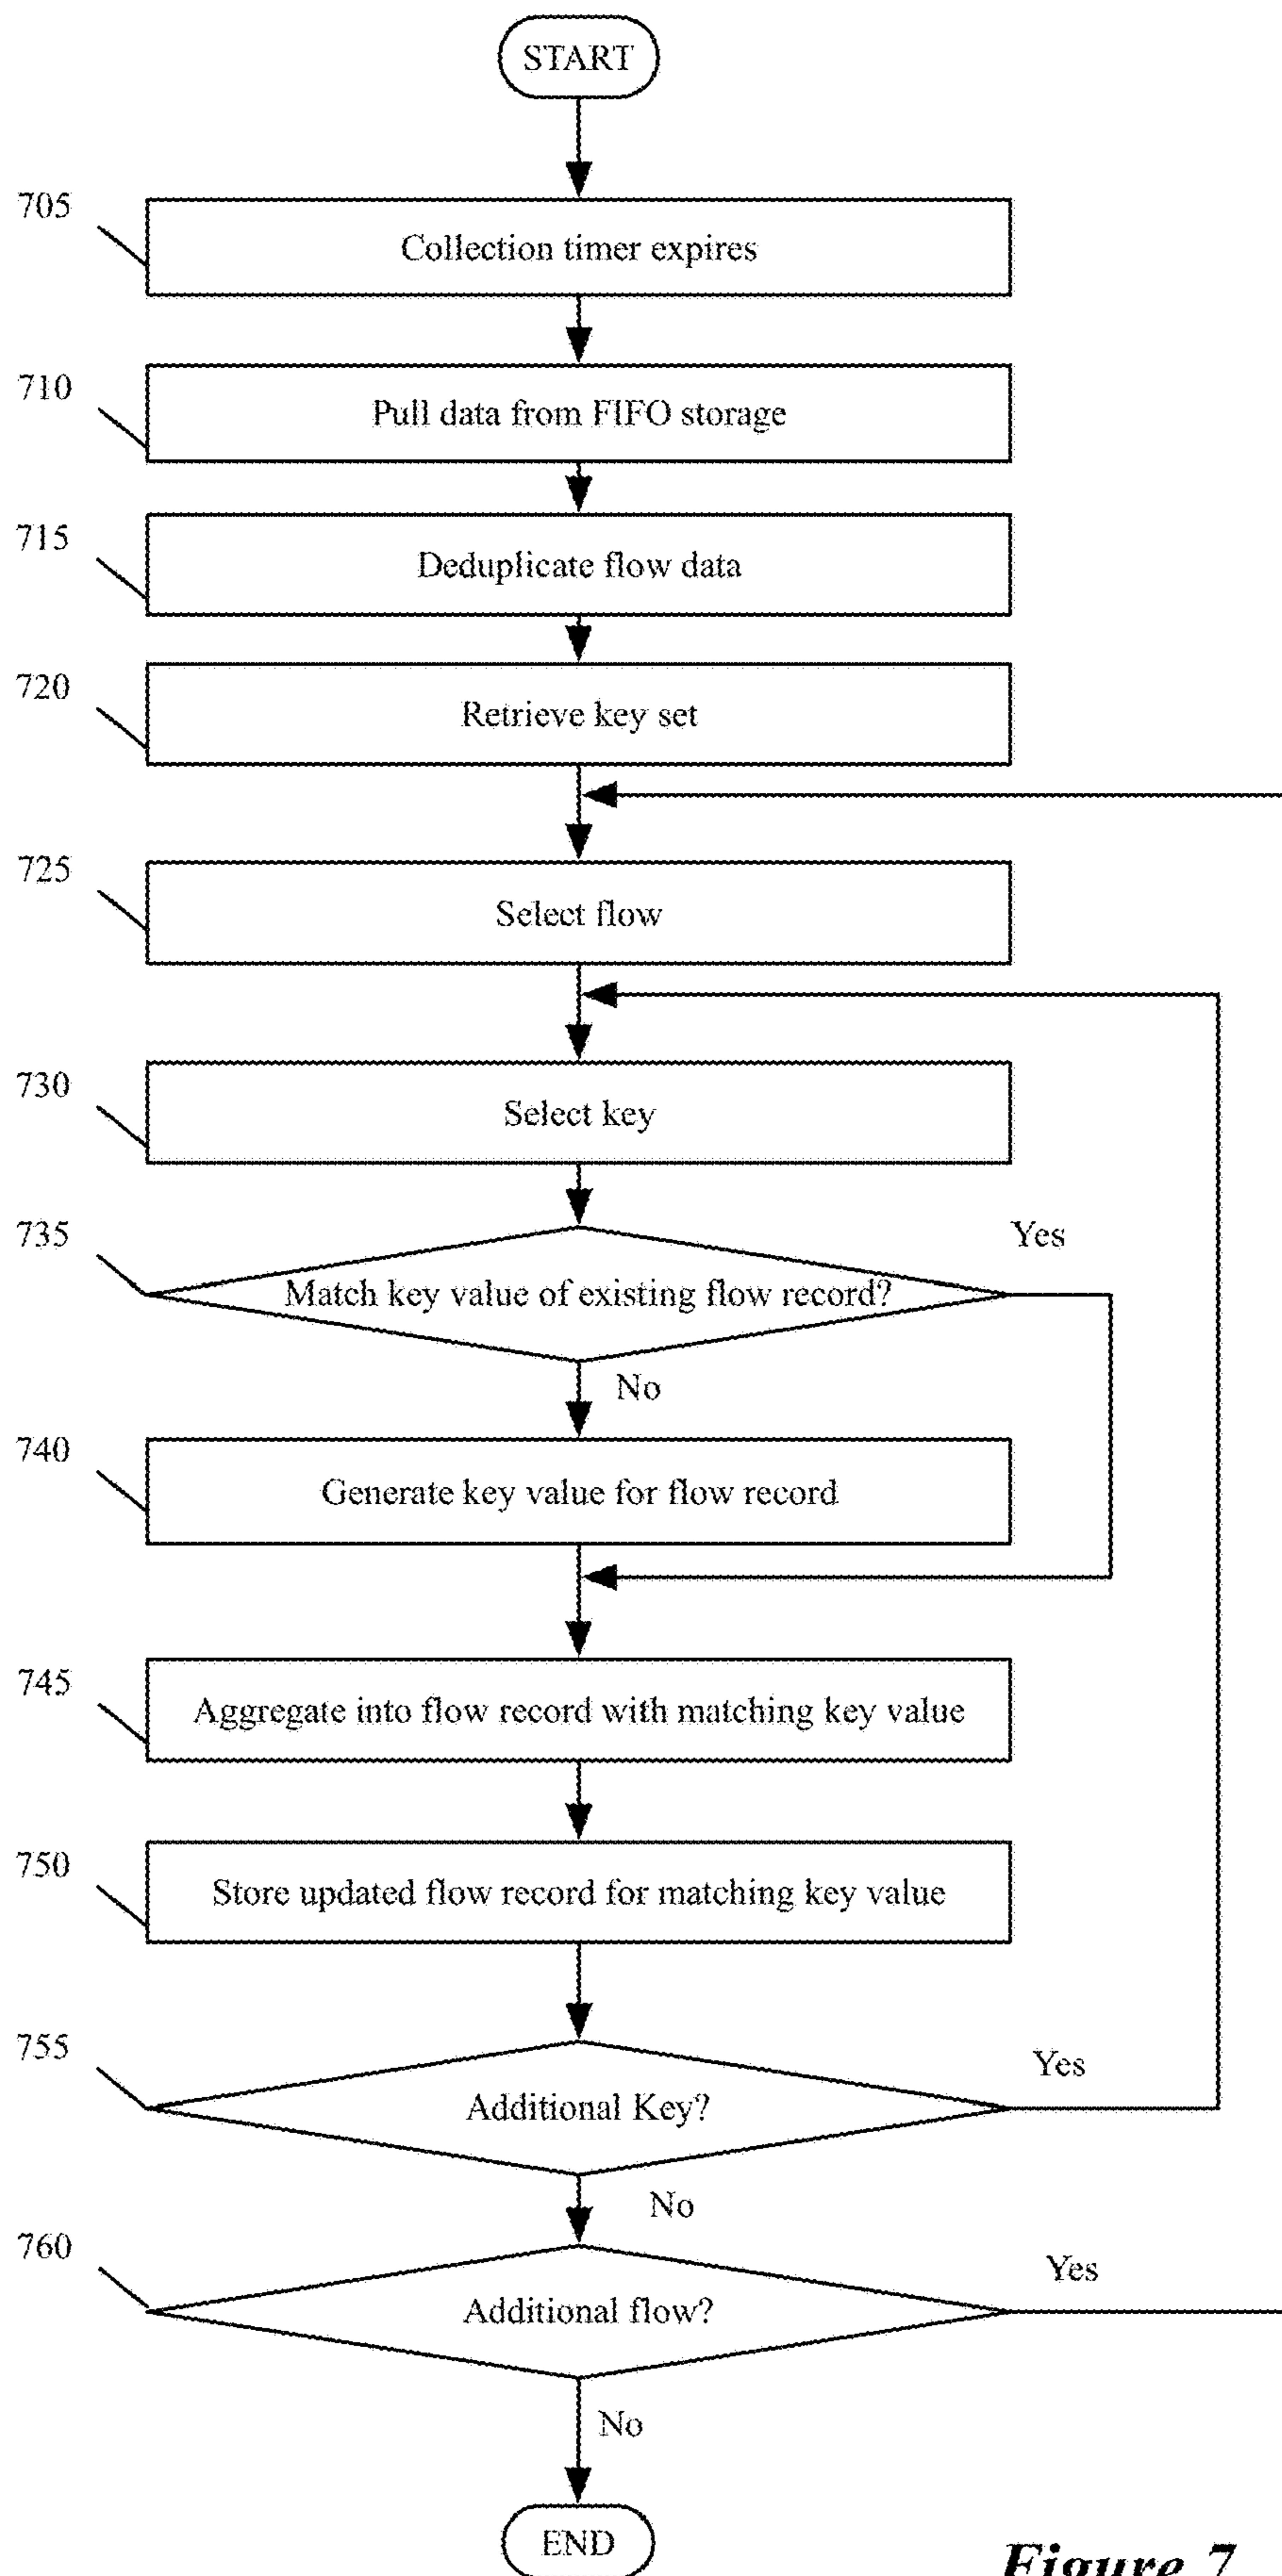 START
705
Collection timer expires
710
Pull data from FIFO storage
715
Deduplicate flow data
720
Retrieve key set
725
Select flow
730
Select key
735
Yes
Match key value of existing flow record?
No
740
Generate key value for flow record
745
Aggregate into flow record with matching key value
750
Store updated flow record for matching key value
755
Yes
Additional Key?
No
760
Yes
Additional flow?
No
END
Figure 7